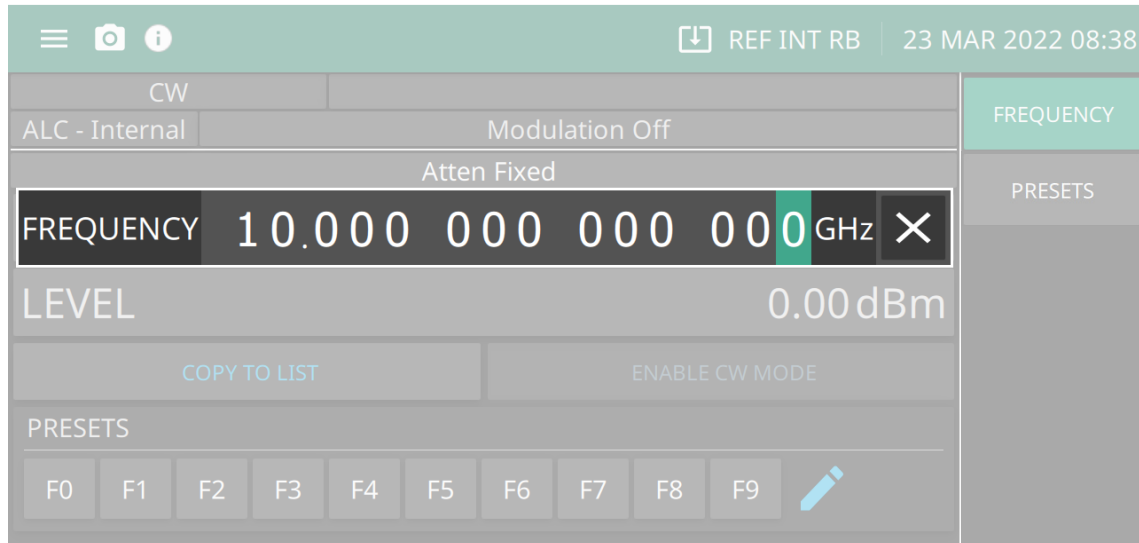 REF INT RB 23 MAR 2022 08:38
CW
ALC - Internal Modulation Off
Atten Fixed
FREQUENCY 10.000 000 000 000 GHz
LEVEL 0.00 dBm
COPY TO LIST ENABLE CW MODE
PRESETS
F0 F1 F2 F3 F4 F5 F6 F7 F8 F9
FREQUENCY
PRESETS